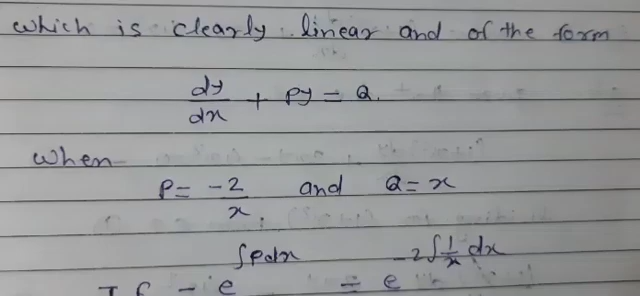 which is clearly linear and of the form
dy/dx + Py = Q.
when
P = -2/x, and Q = x
I.F = e^∫Pdx = e^-2∫1/x dx